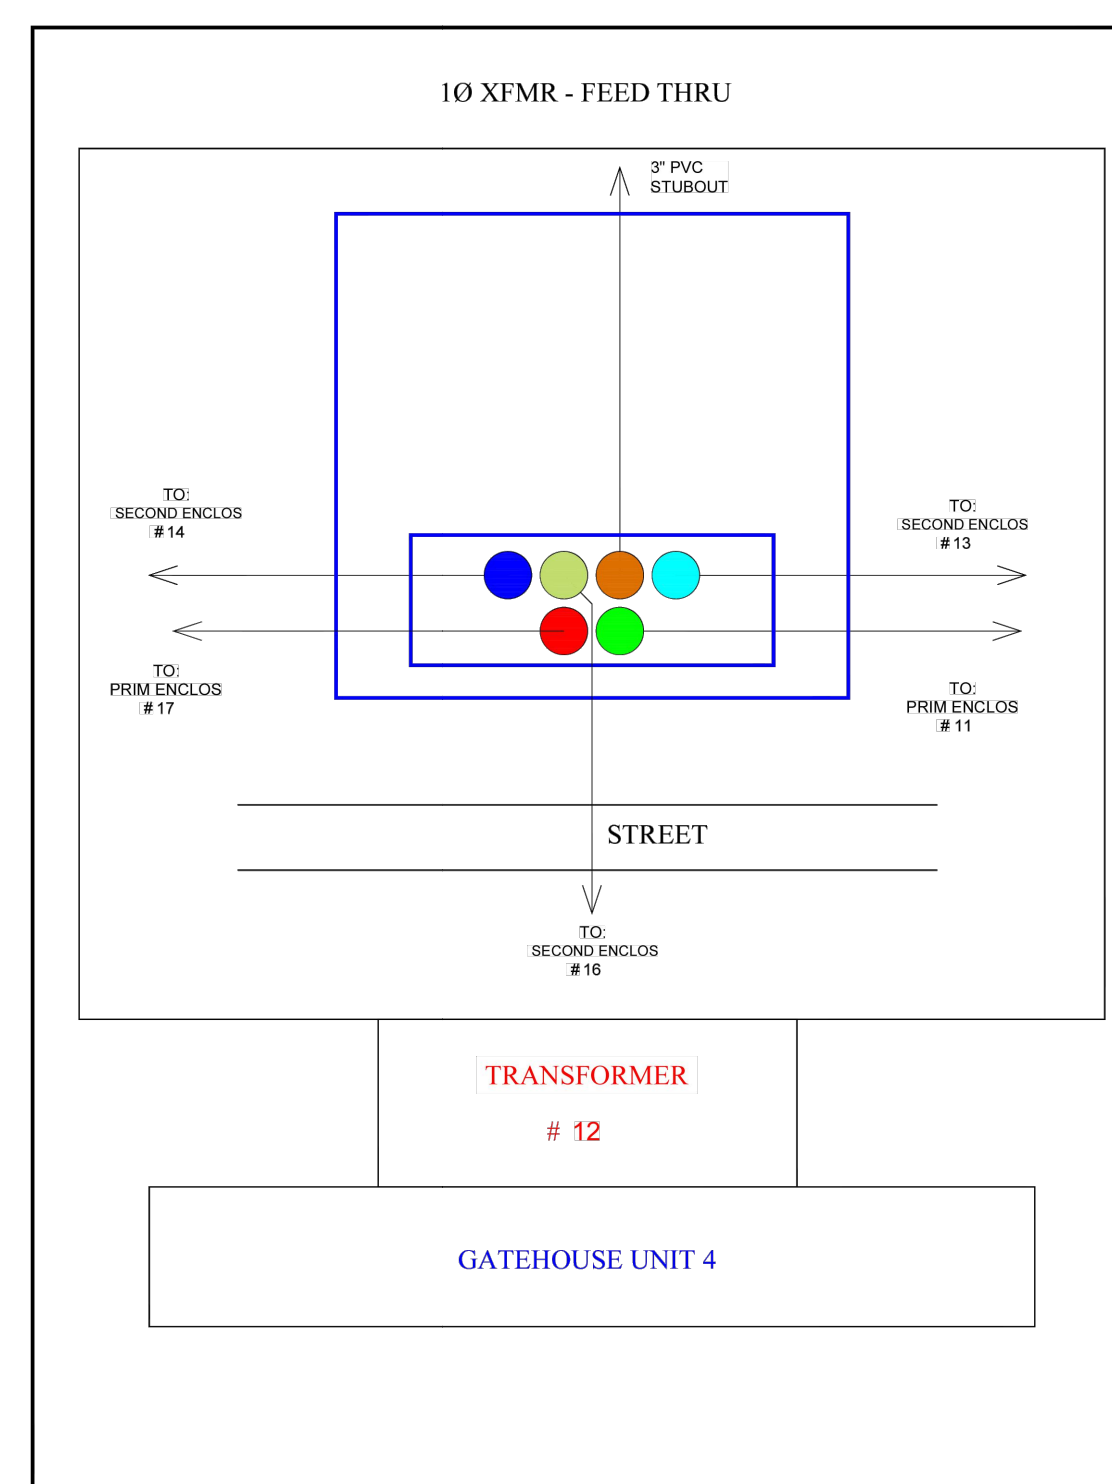 1Ø XFMR - FEED THRU
3" PVC
STUBOUT
TO:
SECOND ENCLOS
# 14
TO:
SECOND ENCLOS
# 13
TO:
PRIM ENCLOS
# 17
TO:
PRIM ENCLOS
# 11
STREET
TO:
SECOND ENCLOS
# 16
TRANSFORMER
# 12
GATEHOUSE UNIT 4